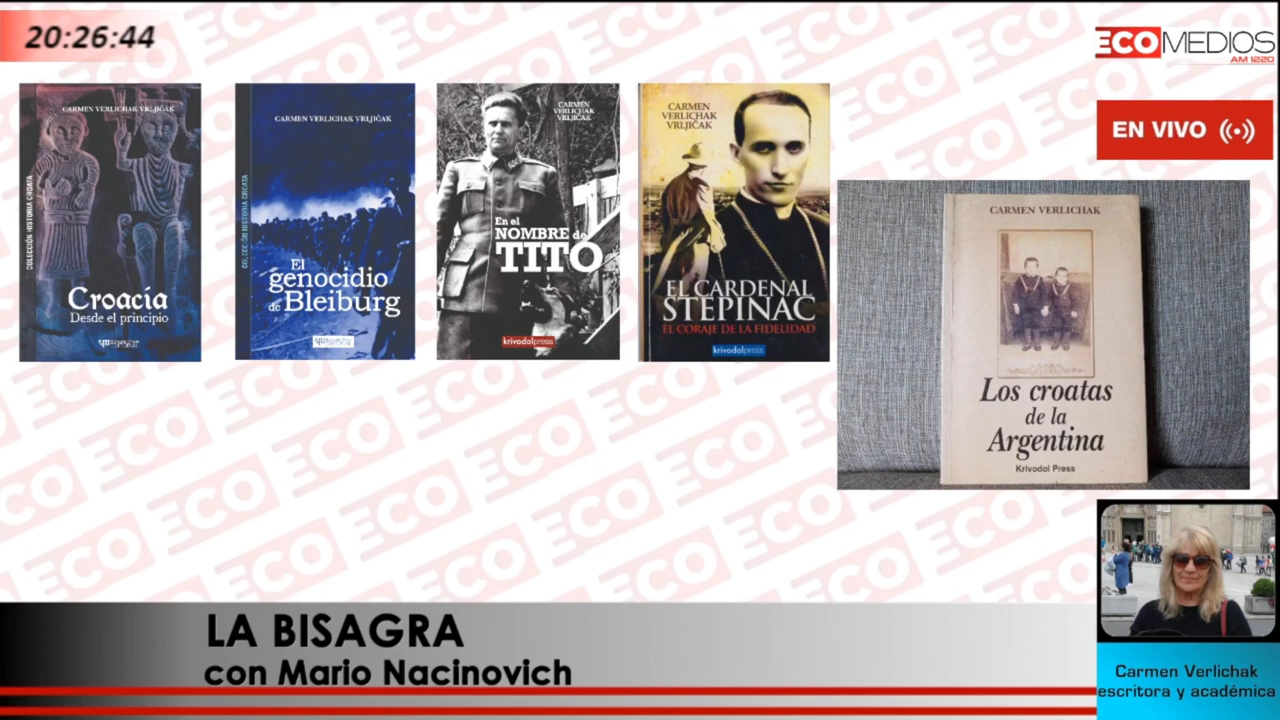 20:26:44
ECOMEDIOS
AM 1220
EN VIVO
CARMEN VERLICHAK VRLJIČAK
COLECCIÓN HISTORIA CROATA
Croacia
Desde el principio
CARMEN VERLICHAK VRLJIČAK
COLECCIÓN HISTORIA CROATA
El
genocidio
de Bleiburg
CARMEN
VERLICHAK
VRLJIČAK
En el
NOMBRE de
TITO
krivodolpress
CARMEN
VERLICHAK
VRLJIČAK
EL CARDENAL
STEPINAC
EL CORAJE DE LA FIDELIDAD
krivodolpress
CARMEN VERLICHAK
Los croatas
de la
Argentina
Krivodol Press
LA BISAGRA
con Mario Nacinovich
Carmen Verlichak
escritora y académica